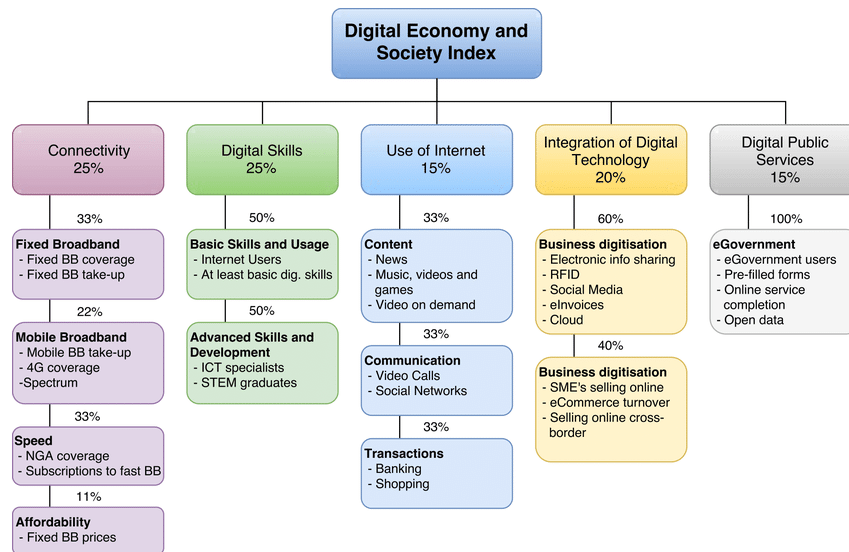 Digital Economy and
Society Index
Connectivity
25%
33%
Fixed Broadband
- Fixed BB coverage
- Fixed BB take-up
22%
Mobile Broadband
- Mobile BB take-up
- 4G coverage
-Spectrum
33%
Speed
- NGA coverage
- Subscriptions to fast BB
11%
Affordability
- Fixed BB prices
Digital Skills
25%
50%
Basic Skills and Usage
- Internet Users
- At least basic dig. skills
50%
Advanced Skills and
Development
- ICT specialists
- STEM graduates
Use of Internet
15%
33%
Content
- News
- Music, videos and
games
- Video on demand
33%
Communication
- Video Calls
- Social Networks
33%
Transactions
- Banking
- Shopping
Integration of Digital
Technology
20%
60%
Business digitisation
- Electronic info sharing
- RFID
- Social Media
- eInvoices
- Cloud
40%
Business digitisation
- SME's selling online
- eCommerce turnover
- Selling online cross-
border
Digital Public
Services
15%
100%
eGovernment
- eGovernment users
- Pre-filled forms
- Online service
completion
- Open data